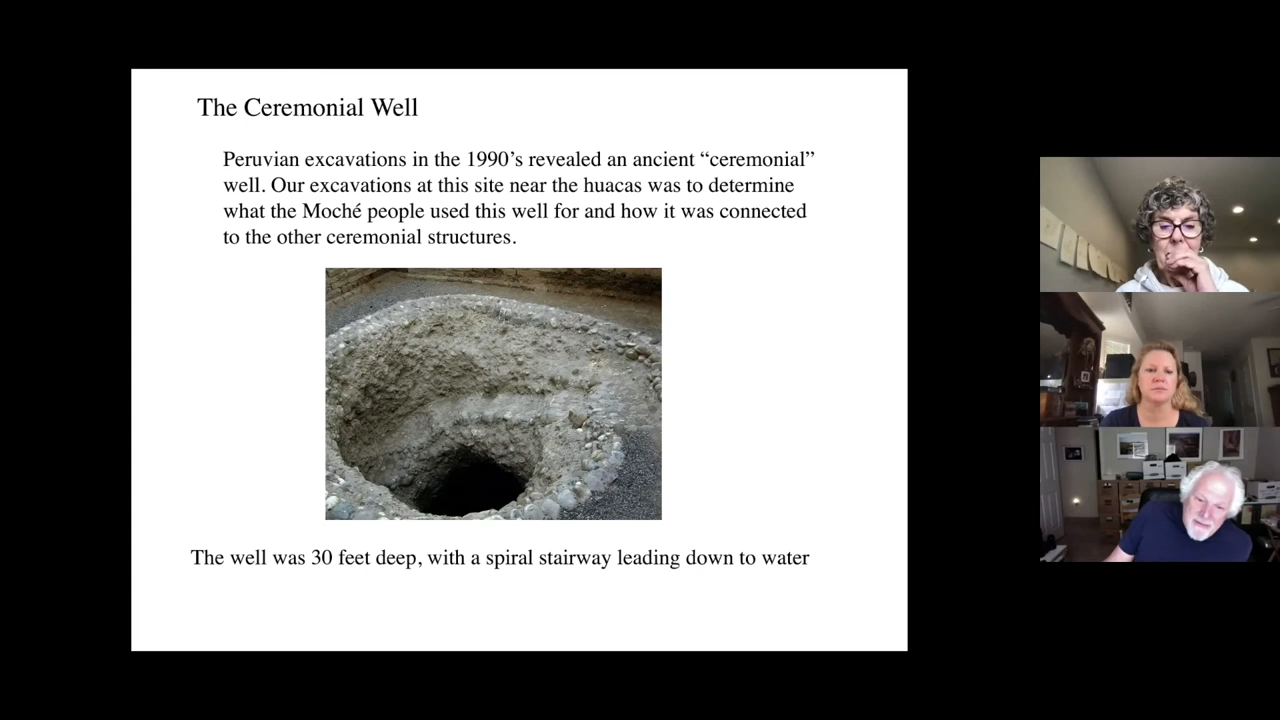 The Ceremonial Well
Peruvian excavations in the 1990’s revealed an ancient “ceremonial”
well. Our excavations at this site near the huacas was to determine
what the Moché people used this well for and how it was connected
to the other ceremonial structures.
The well was 30 feet deep, with a spiral stairway leading down to water